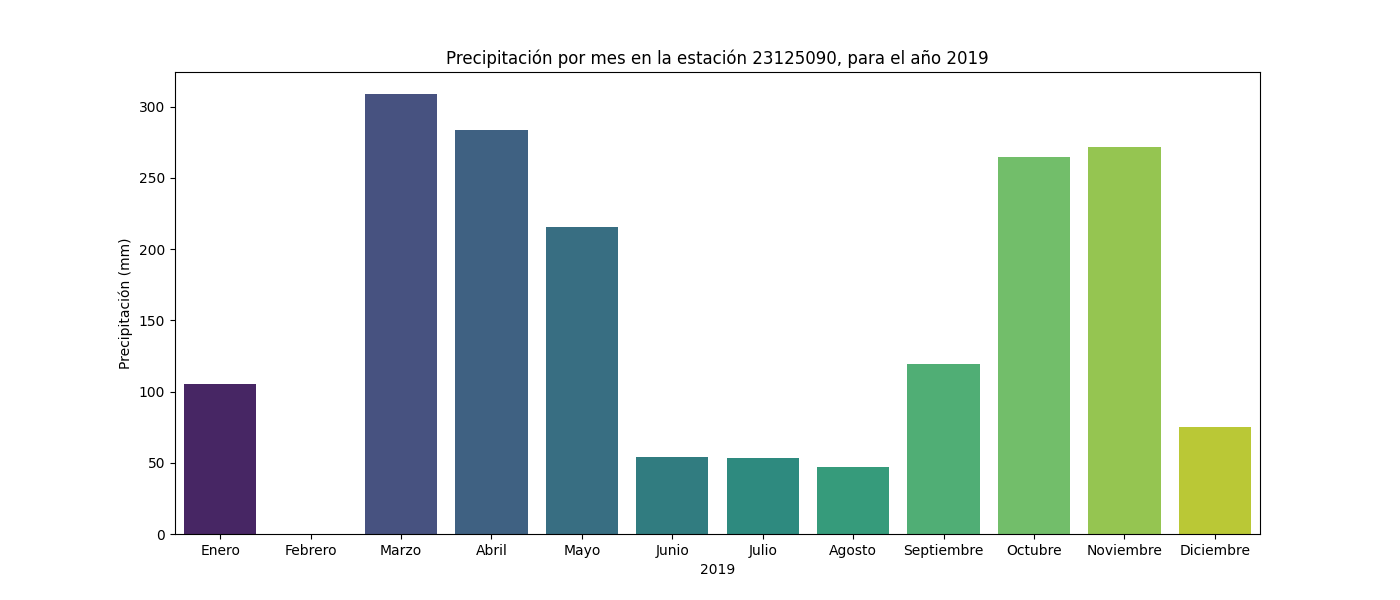 Precipitación por mes en la estación 23125090, para el año 2019
Precipitación (mm)
300
250
200
150
100
50
0
Enero Febrero Marzo Abril Mayo Junio Julio Agosto Septiembre Octubre Noviembre Diciembre
2019